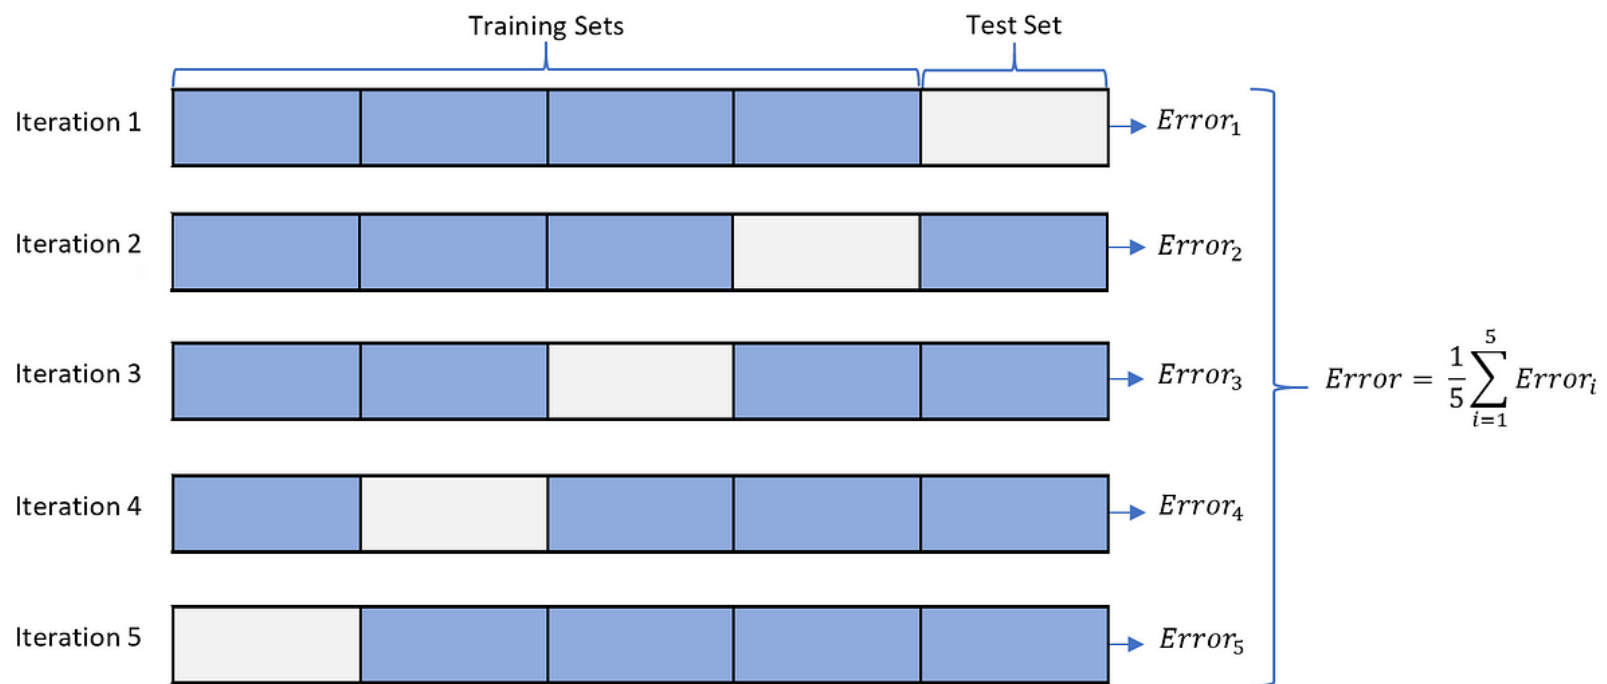 Training Sets
Test Set
Iteration 1
Error₁
Iteration 2
Error₂
Iteration 3
Error₃
Error = 1/5 ∑⁵ᵢ₌₁ Errorᵢ
Iteration 4
Error₄
Iteration 5
Error₅